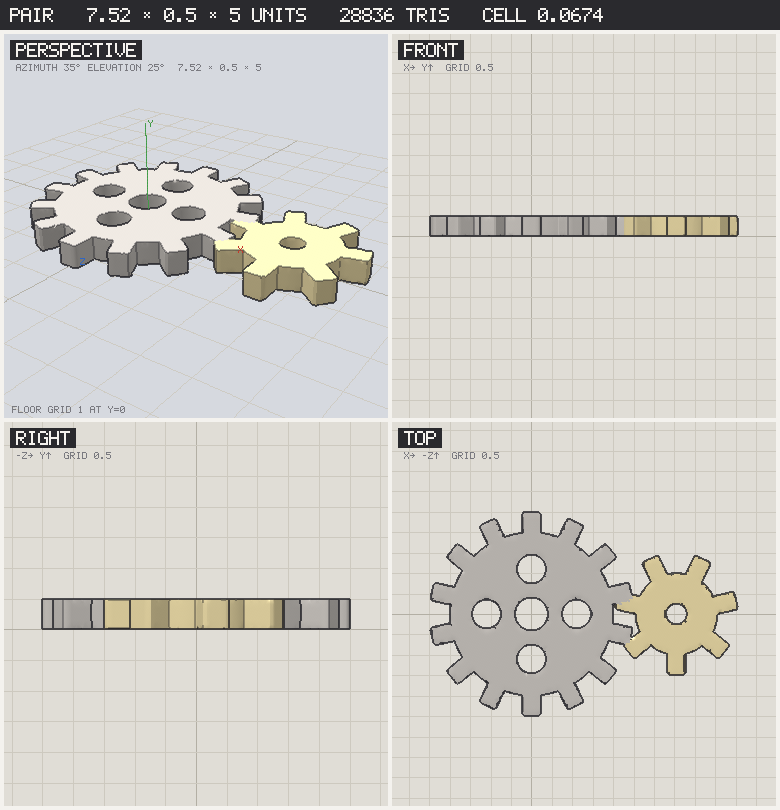 PAIR 7.52 × 0.5 × 5 UNITS 28836 TRIS CELL 0.0674
PERSPECTIVE
AZIMUTH 35° ELEVATION 25° 7.52 × 0.5 × 5
Y
X
Z
FLOOR GRID 1 AT Y=0
FRONT
X→ Y↑ GRID 0.5
RIGHT
-Z→ Y↑ GRID 0.5
TOP
X→ -Z↑ GRID 0.5